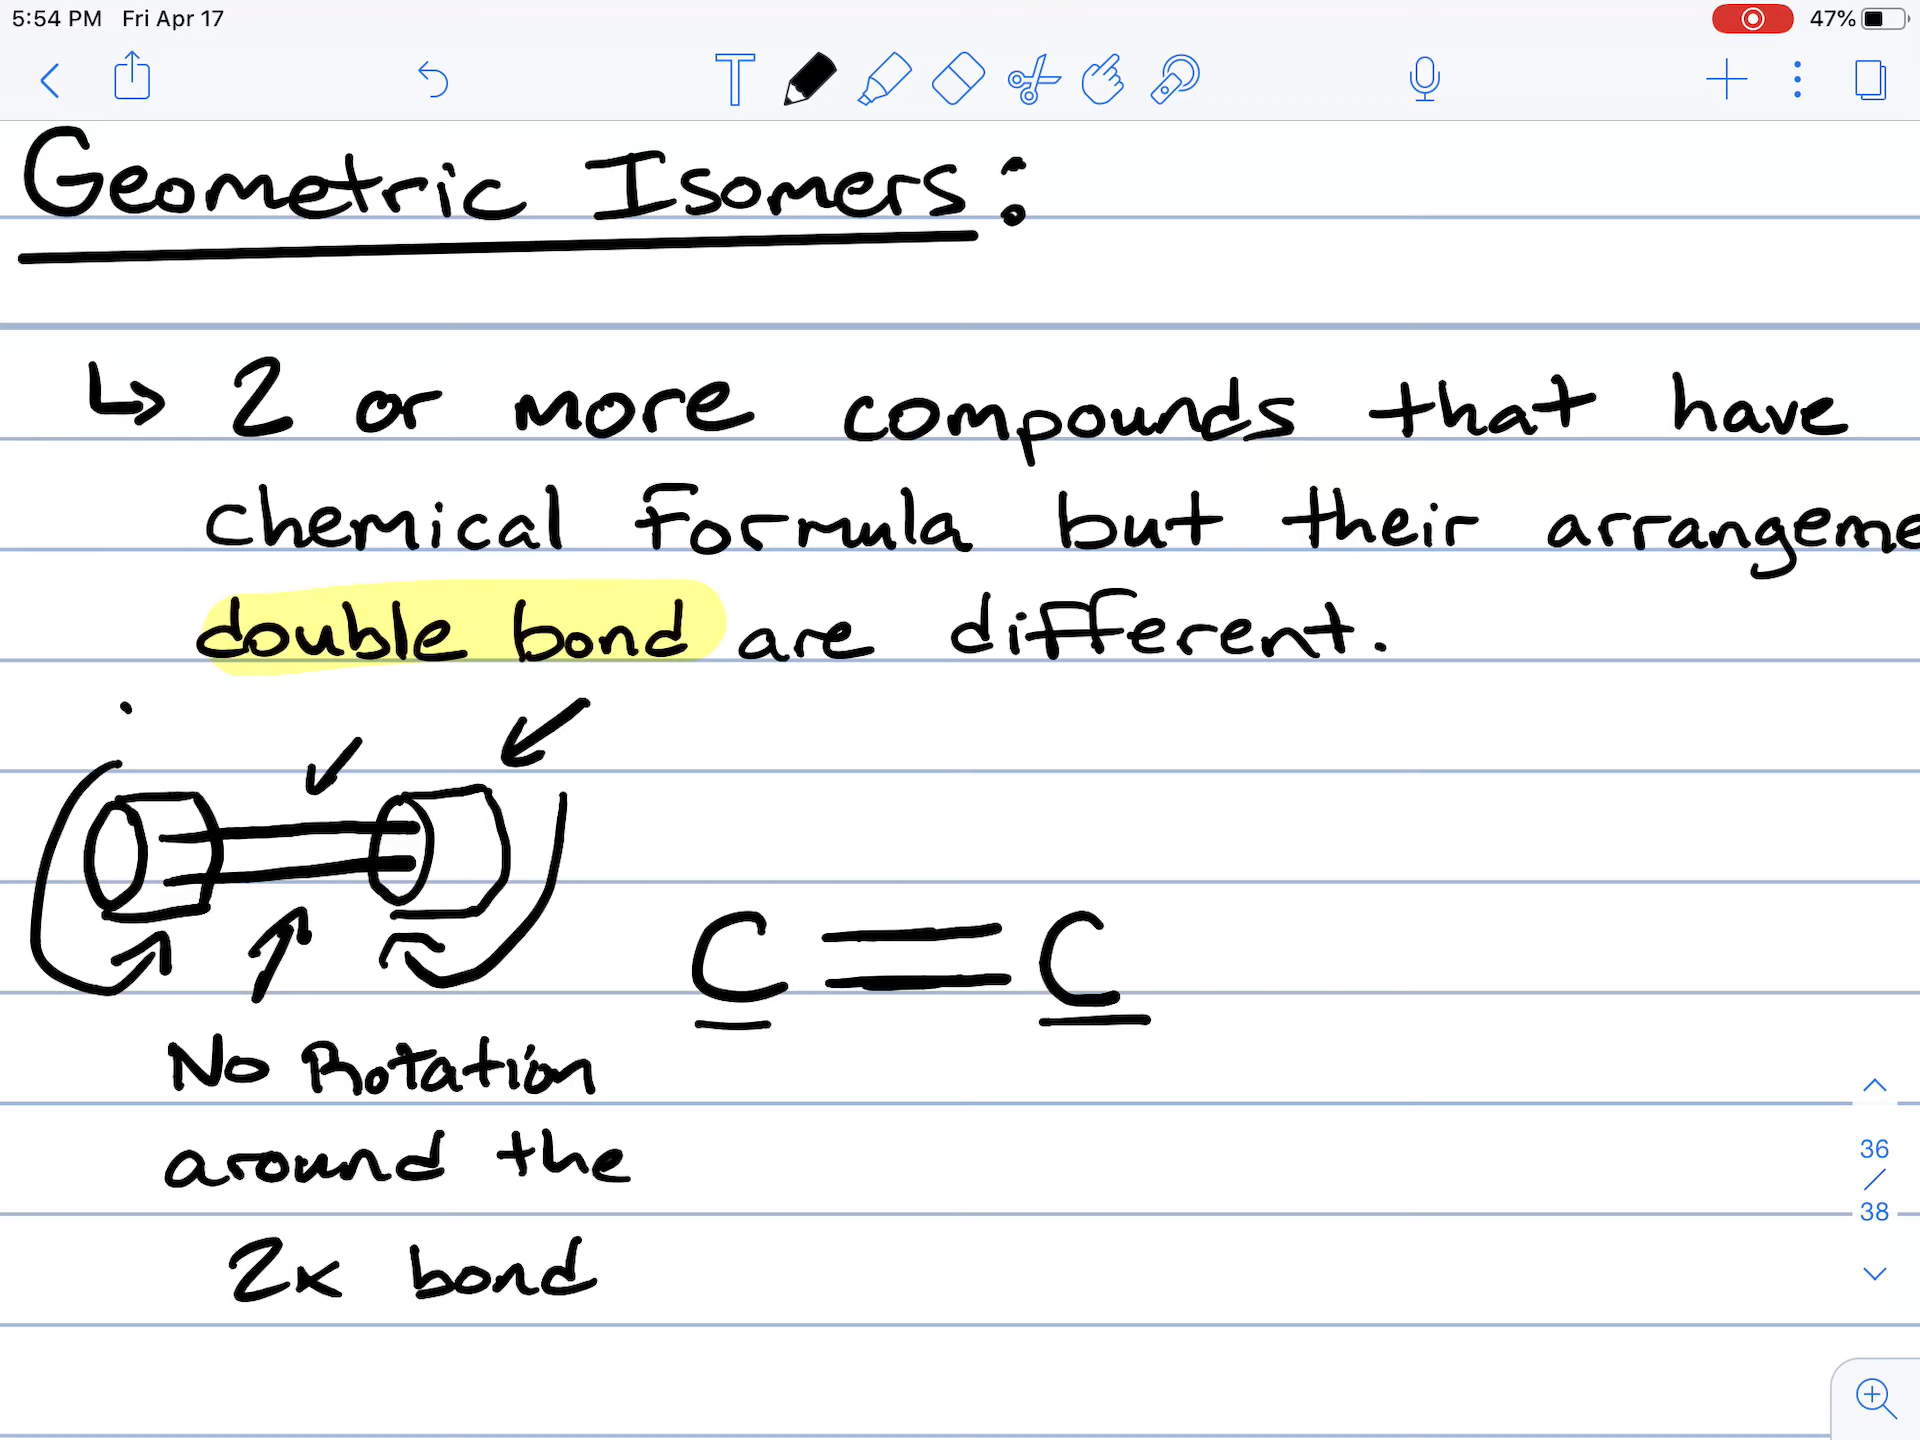 5:54 PM Fri Apr 17
47%
Geometric Isomers:
↳ 2 or more compounds that have
chemical formula but their arrangeme
double bond are different.
C = C
No Rotation
around the
2x bond
36
/
38